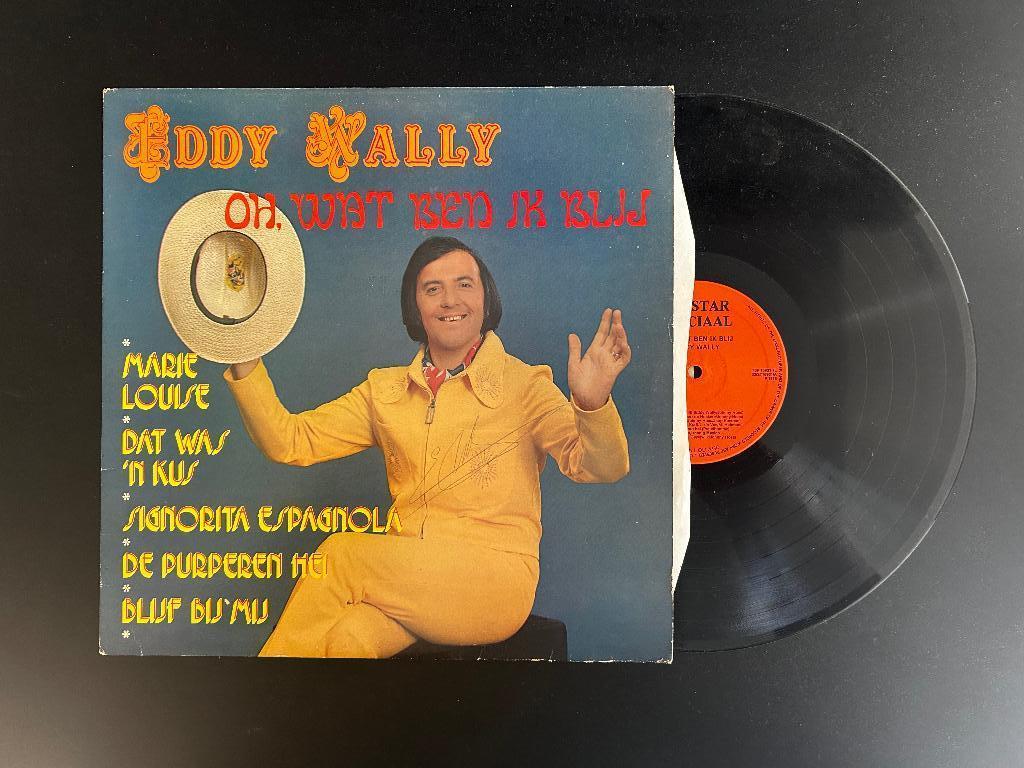 EDDY WALLY
OH, WAT BEN IK BLIJ
*
MARIE
LOUISE
*
DAT WAS
'N KUS
*
SIGNORITA ESPAGNOLA
*
DE PURPEREN HEI
*
BLIJF BIJ'MIJ
*
STAR
CIAAL
BEN IK BLIJ
WALLY